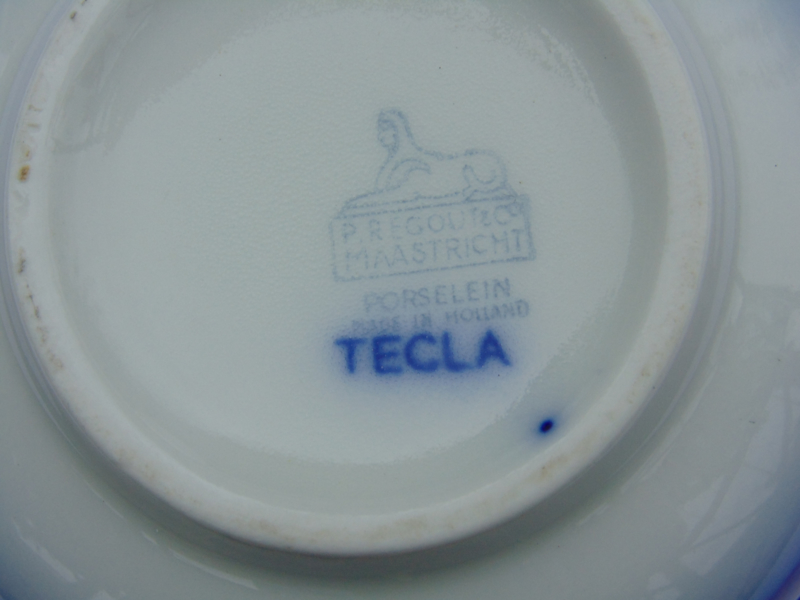 P. REGOUT & Co
MAASTRICHT
PORSELEIN
MADE IN HOLLAND
TECLA